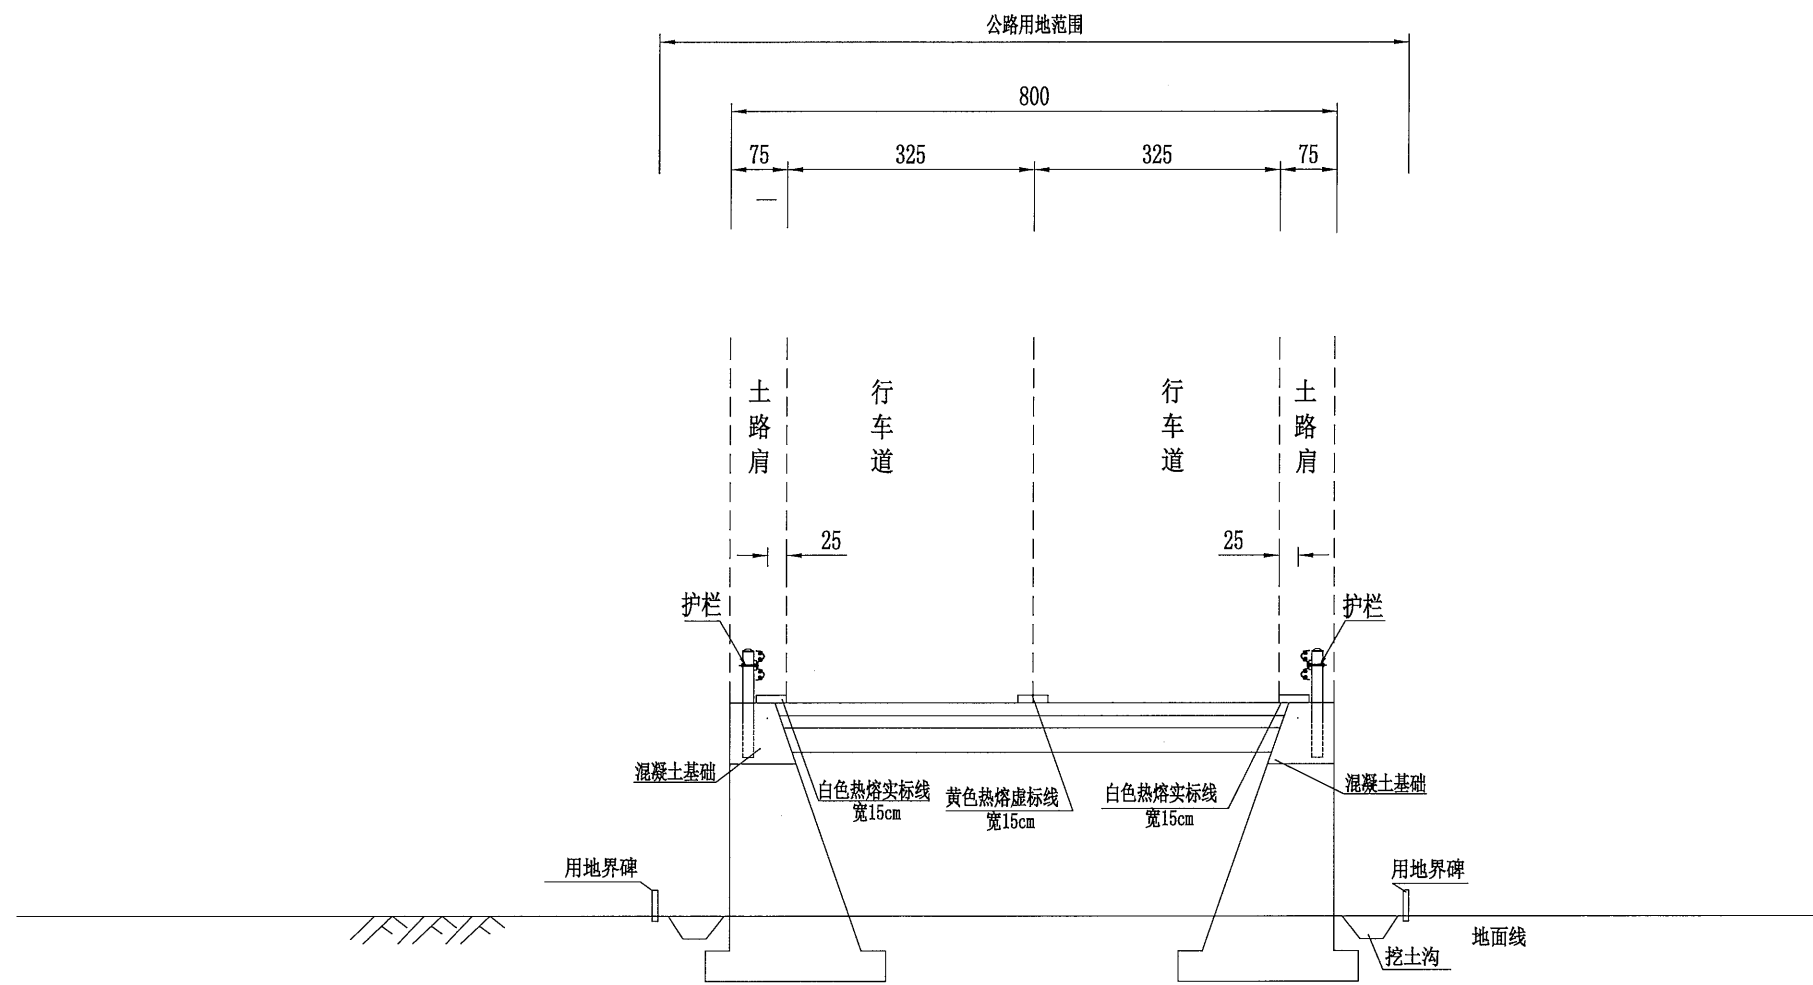 公路用地范围
800
75
325
325
75
土路肩
行车道
行车道
土路肩
25
25
护栏
护栏
混凝土基础
白色热熔实标线
宽15cm
黄色热熔虚标线
宽15cm
白色热熔实标线
宽15cm
混凝土基础
用地界碑
用地界碑
地面线
挖土沟